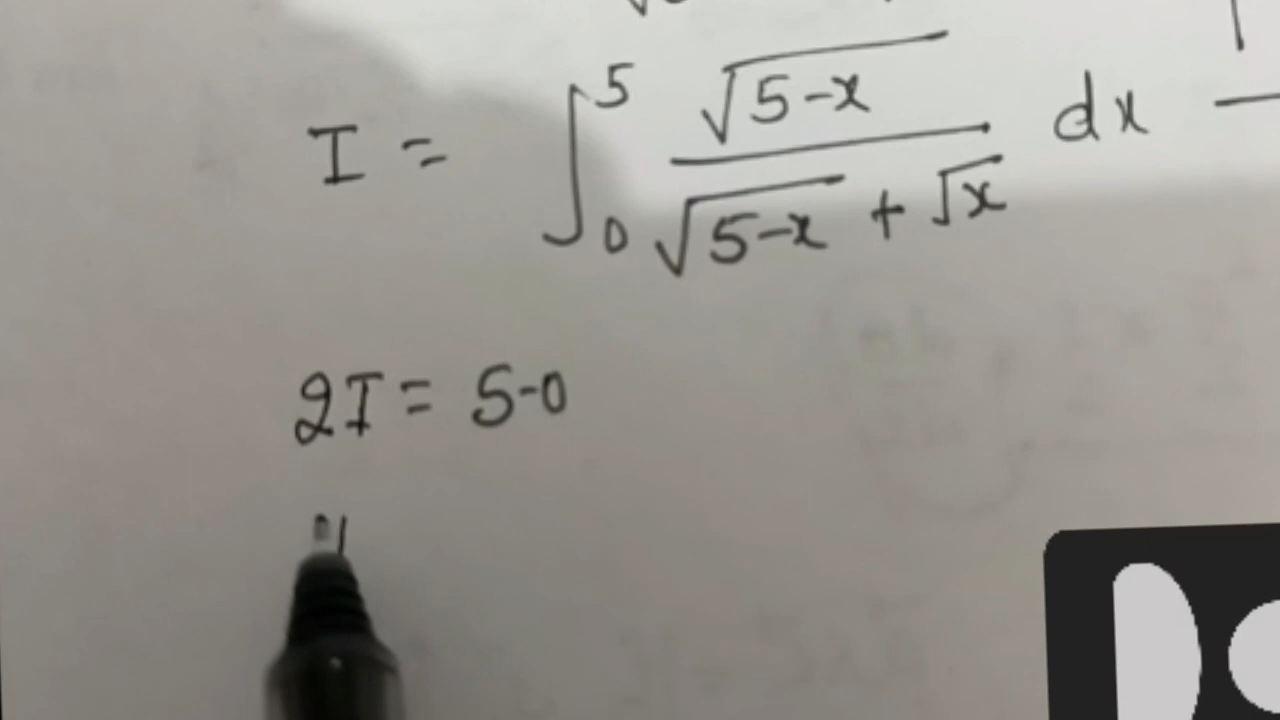 I = ∫₀⁵ √(5-x) / (√(5-x) + √x) dx
2I = 5-0